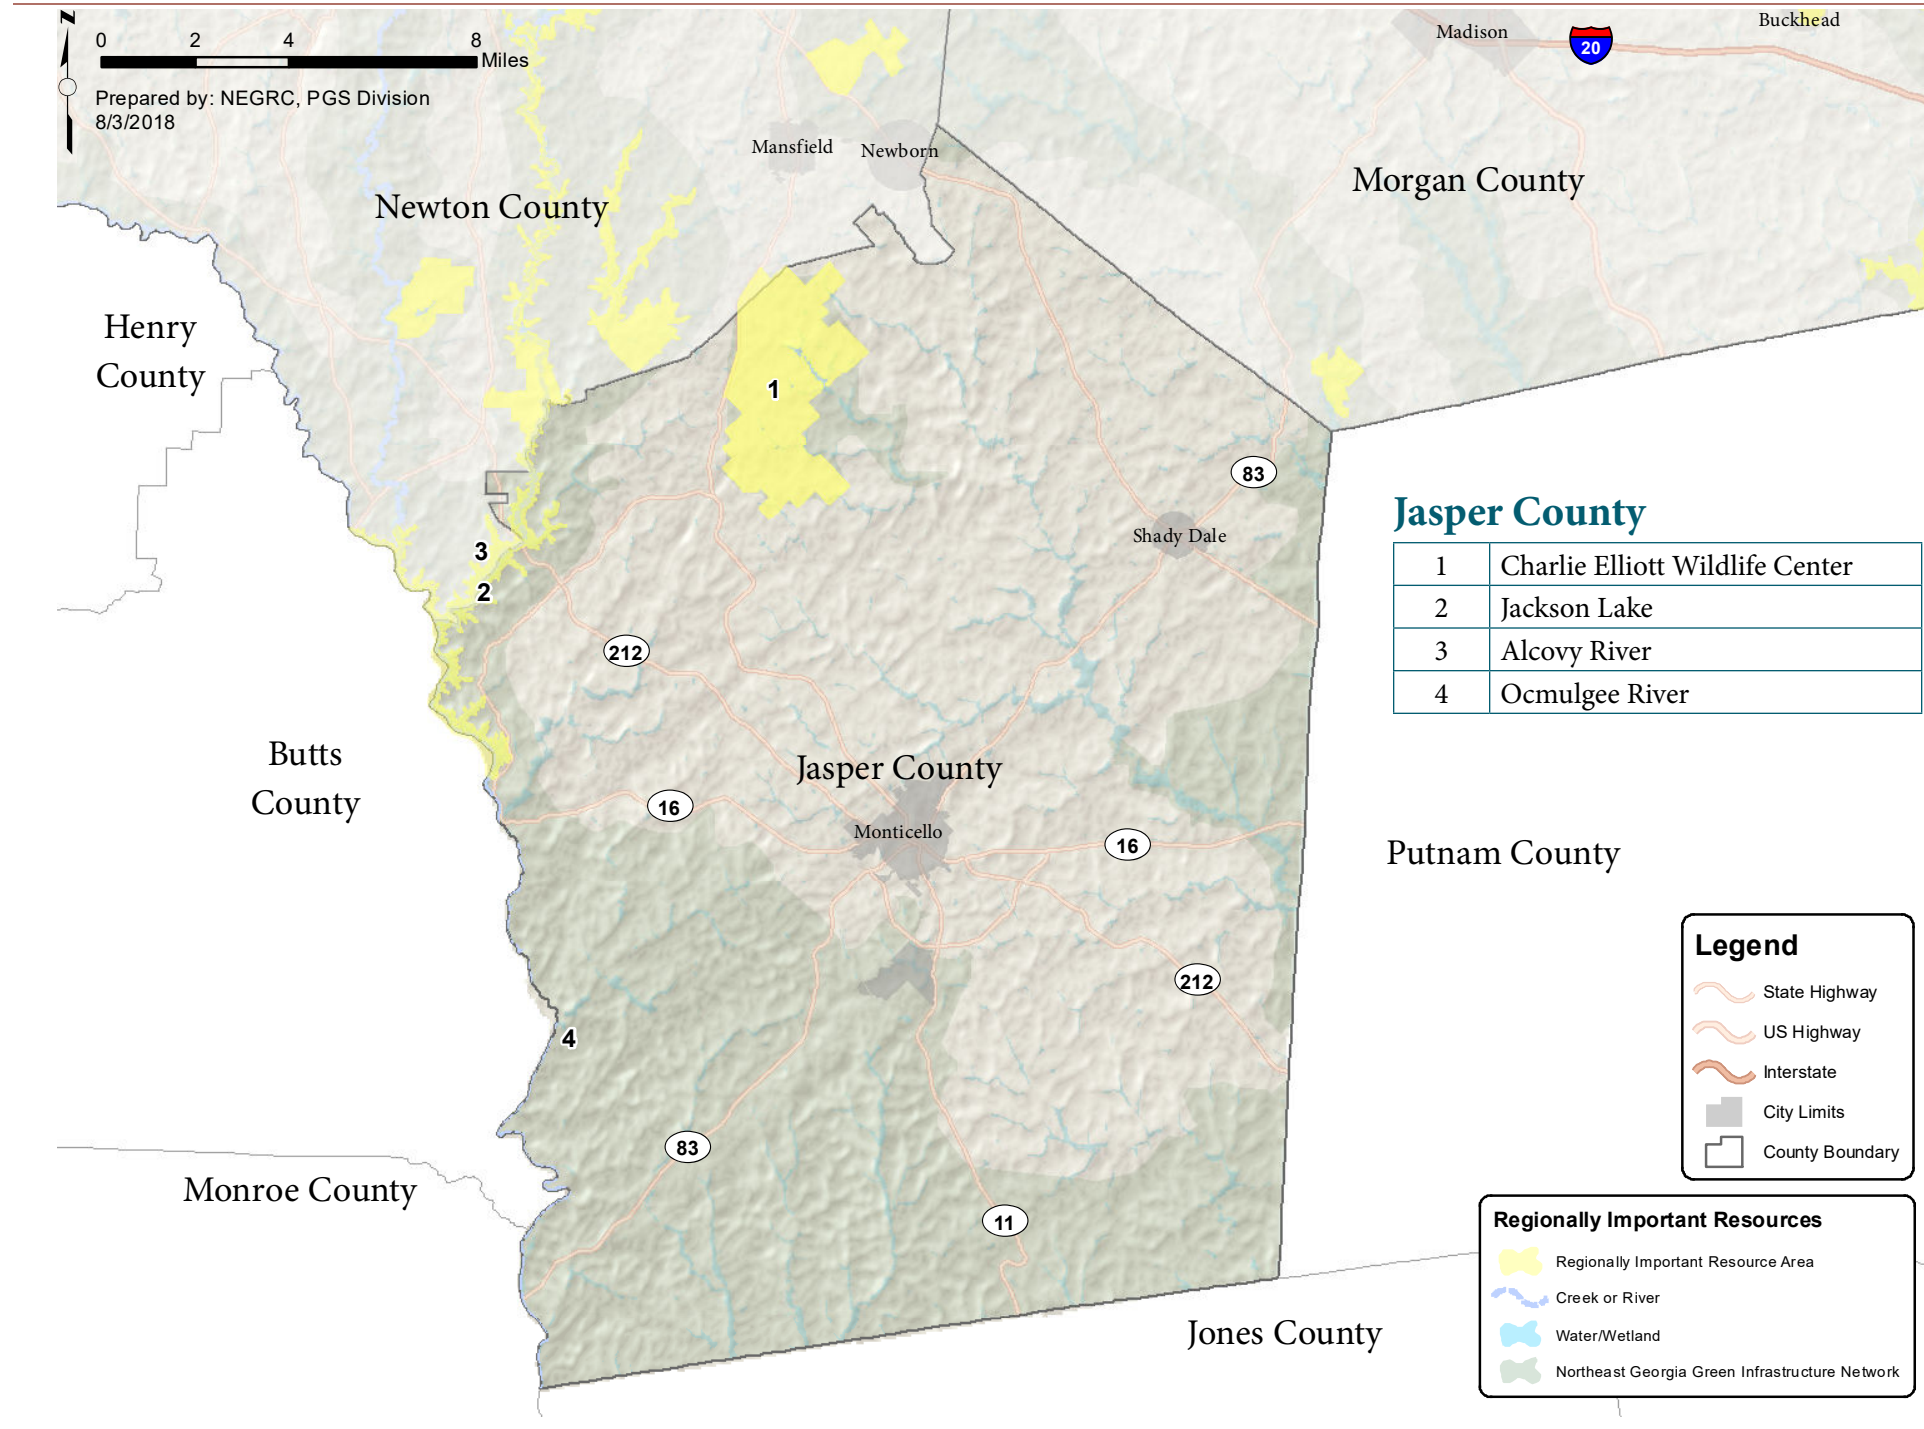 N
0 2 4 8
Miles
Prepared by: NEGRC, PGS Division
8/3/2018
Madison
20
Buckhead
Mansfield
Newborn
Newton County
Morgan County
Henry
County
1
83
Shady Dale
3
2
212
Jasper County
1 Charlie Elliott Wildlife Center
2 Jackson Lake
3 Alcovy River
4 Ocmulgee River
Butts
County
Jasper County
16
Monticello
16
Putnam County
212
4
83
Monroe County
11
Jones County
Legend
State Highway
US Highway
Interstate
City Limits
County Boundary
Regionally Important Resources
Regionally Important Resource Area
Creek or River
Water/Wetland
Northeast Georgia Green Infrastructure Network